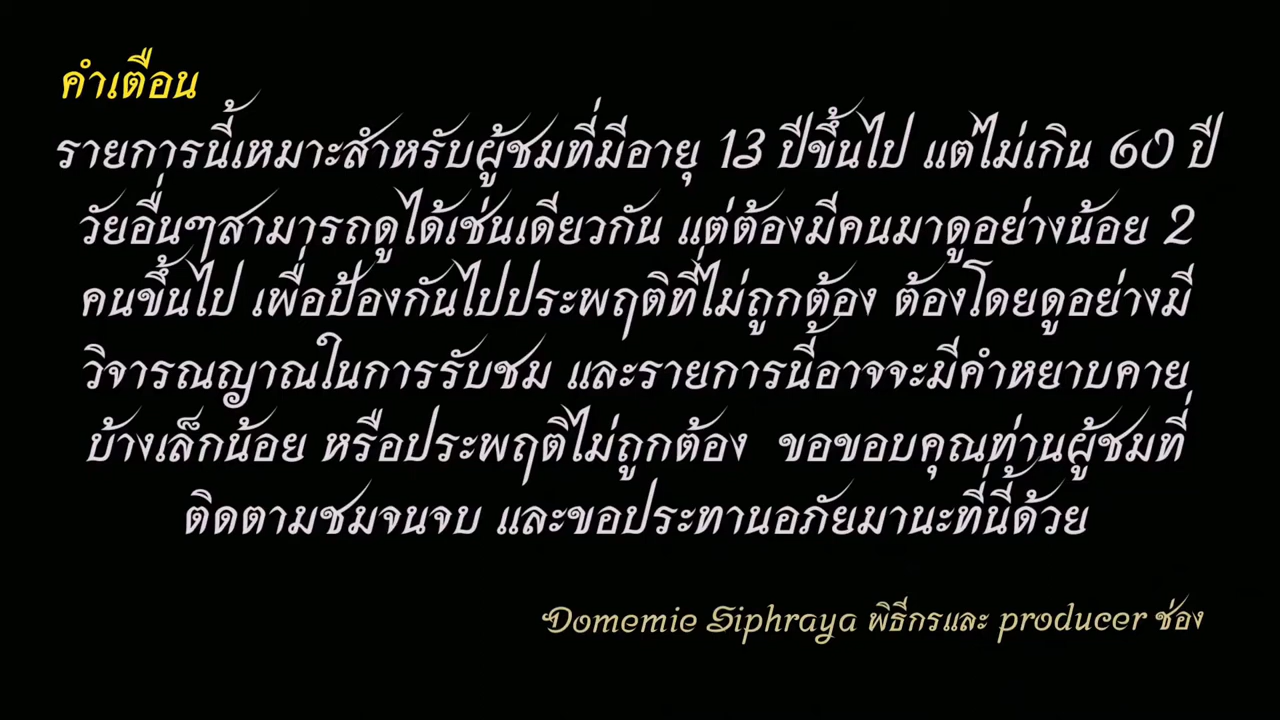 คำเตือน
รายการนี้เหมาะสำหรับผู้ชมที่มีอายุ 13 ปีขึ้นไป แต่ไม่เกิน 60 ปี
วัยอื่นๆสามารถดูได้เช่นเดียวกัน แต่ต้องมีคนมาดูอย่างน้อย 2
คนขึ้นไป เพื่อป้องกันไปประพฤติที่ไม่ถูกต้อง ต้องโดยดูอย่างมี
วิจารณญาณในการรับชม และรายการนี้อาจจะมีคำหยาบคาย
บ้างเล็กน้อย หรือประพฤติไม่ถูกต้อง ขอขอบคุณท่านผู้ชมที่
ติดตามชมจนจบ และขอประทานอภัยมานะที่นี้ด้วย
Domemie Siphraya พิธีกรและ producer ช่อง